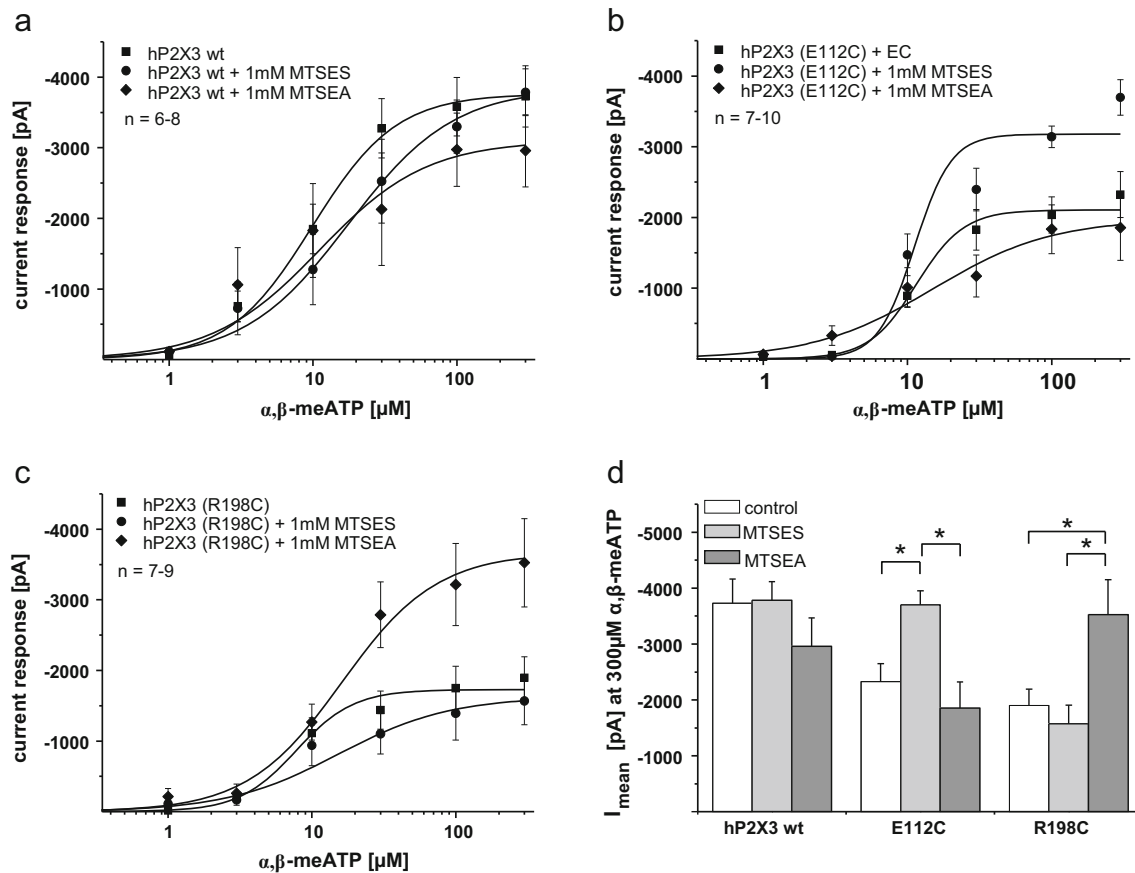 a
hP2X3 wt
hP2X3 wt + 1mM MTSES
hP2X3 wt + 1mM MTSEA
n = 6-8
-4000
-3000
-2000
-1000
current response [pA]
1
10
100
α,β-meATP [µM]
b
hP2X3 (E112C) + EC
hP2X3 (E112C) + 1mM MTSES
hP2X3 (E112C) + 1mM MTSEA
n = 7-10
-4000
-3000
-2000
-1000
current response [pA]
1
10
100
α,β-meATP [µM]
c
hP2X3 (R198C)
hP2X3 (R198C) + 1mM MTSES
hP2X3 (R198C) + 1mM MTSEA
n = 7-9
-4000
-3000
-2000
-1000
current response [pA]
1
10
100
α,β-meATP [µM]
d
control
MTSES
MTSEA
-5000
-4000
-3000
-2000
-1000
Imean [pA] at 300µM α,β-meATP
*
*
*
*
hP2X3 wt
E112C
R198C